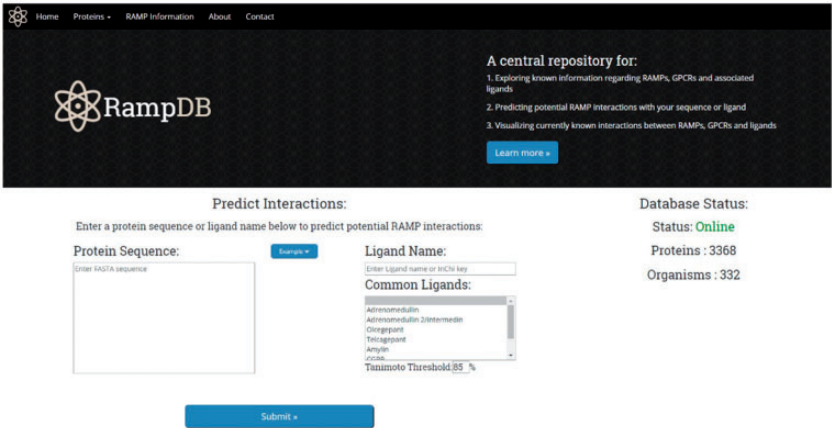 Home Proteins RAMP Information About Contact
RampDB
A central repository for:
1. Exploring known information regarding RAMPs, GPCRs and associated
ligands
2. Predicting potential RAMP interactions with your sequence or ligand
3. Visualizing currently known interactions between RAMPs, GPCRs and ligands
Learn more »
Predict Interactions:
Enter a protein sequence or ligand name below to predict potential RAMP interactions:
Protein Sequence:
Example
Enter FASTA sequence
Ligand Name:
Enter Ligand name or InChi key
Common Ligands:
Adrenomedullin
Adrenomedullin 2/Intermedin
Olcegepant
Telcagepant
Amylin
Tanimoto Threshold 85 %
Submit »
Database Status:
Status: Online
Proteins : 3368
Organisms : 332